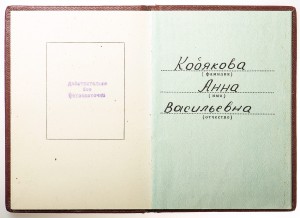 Действительно
без
фотокарточки
Кобякова
(фамилия)
Анна
(имя)
Васильевна
(отчество)